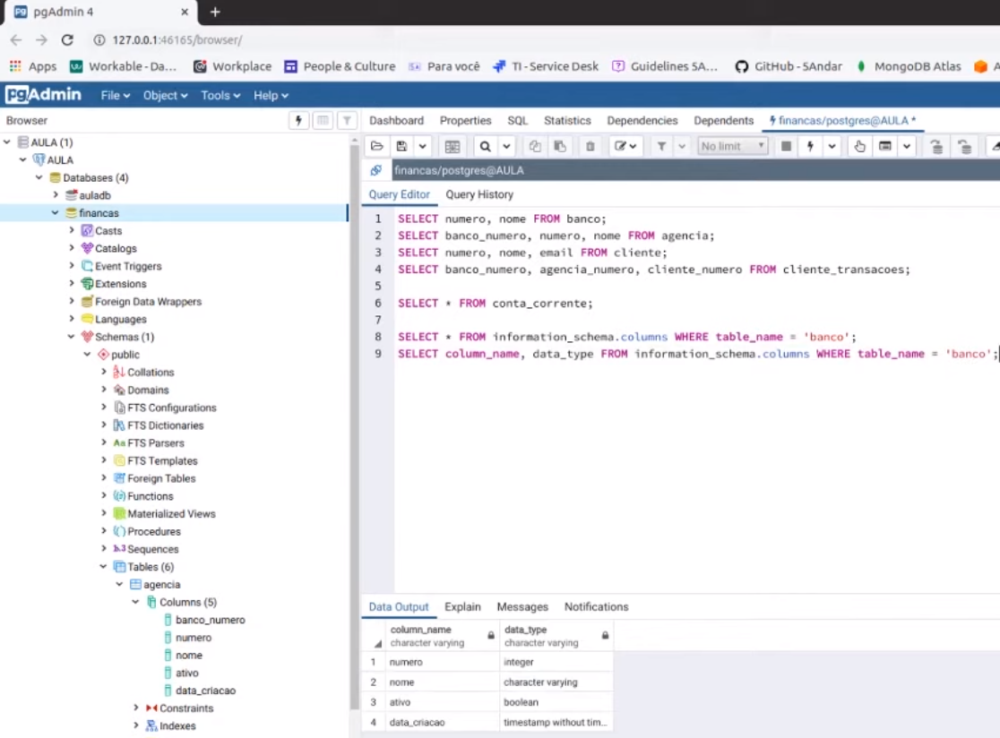 pgAdmin 4
127.0.0.1:46165/browser/
Apps Workable - Da... Workplace People & Culture Para você TI - Service Desk Guidelines 5A... GitHub - 5Andar MongoDB Atlas
pgAdmin File Object Tools Help
Browser
Dashboard Properties SQL Statistics Dependencies Dependents financas/postgres@AULA *
No limit
financas/postgres@AULA
Query Editor Query History
AULA (1)
AULA
Databases (4)
auladb
financas
Casts
Catalogs
Event Triggers
Extensions
Foreign Data Wrappers
Languages
Schemas (1)
public
Collations
Domains
FTS Configurations
FTS Dictionaries
FTS Parsers
FTS Templates
Foreign Tables
Functions
Materialized Views
Procedures
Sequences
Tables (6)
agencia
Columns (5)
banco_numero
numero
nome
ativo
data_criacao
Constraints
Indexes
1 SELECT numero, nome FROM banco;
2 SELECT banco_numero, numero, nome FROM agencia;
3 SELECT numero, nome, email FROM cliente;
4 SELECT banco_numero, agencia_numero, cliente_numero FROM cliente_transacoes;
5
6 SELECT * FROM conta_corrente;
7
8 SELECT * FROM information_schema.columns WHERE table_name = 'banco';
9 SELECT column_name, data_type FROM information_schema.columns WHERE table_name = 'banco';
Data Output Explain Messages Notifications
column_name data_type
character varying character varying
1 numero integer
2 nome character varying
3 ativo boolean
4 data_criacao timestamp without tim...